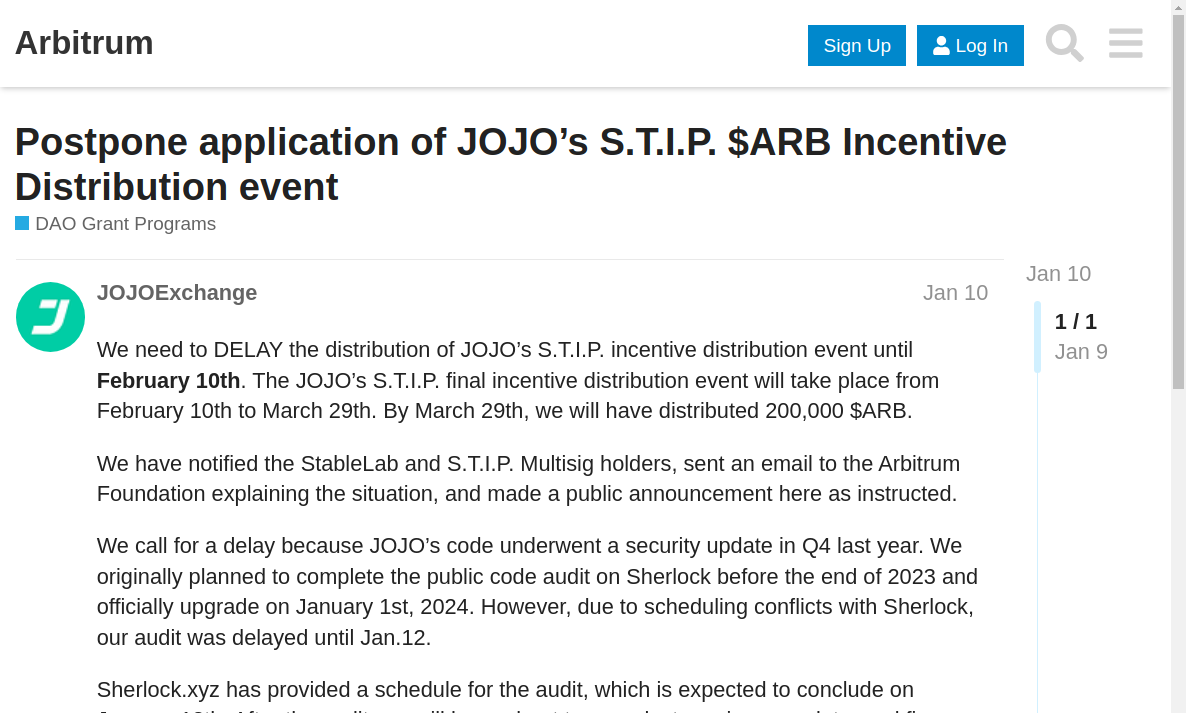 Arbitrum
Sign Up
Log In
Postpone application of JOJO’s S.T.I.P. $ARB Incentive
Distribution event
DAO Grant Programs
JOJOExchange
Jan 10
Jan 10
1 / 1
Jan 9
We need to DELAY the distribution of JOJO’s S.T.I.P. incentive distribution event until
February 10th. The JOJO’s S.T.I.P. final incentive distribution event will take place from
February 10th to March 29th. By March 29th, we will have distributed 200,000 $ARB.
We have notified the StableLab and S.T.I.P. Multisig holders, sent an email to the Arbitrum
Foundation explaining the situation, and made a public announcement here as instructed.
We call for a delay because JOJO’s code underwent a security update in Q4 last year. We
originally planned to complete the public code audit on Sherlock before the end of 2023 and
officially upgrade on January 1st, 2024. However, due to scheduling conflicts with Sherlock,
our audit was delayed until Jan.12.
Sherlock.xyz has provided a schedule for the audit, which is expected to conclude on